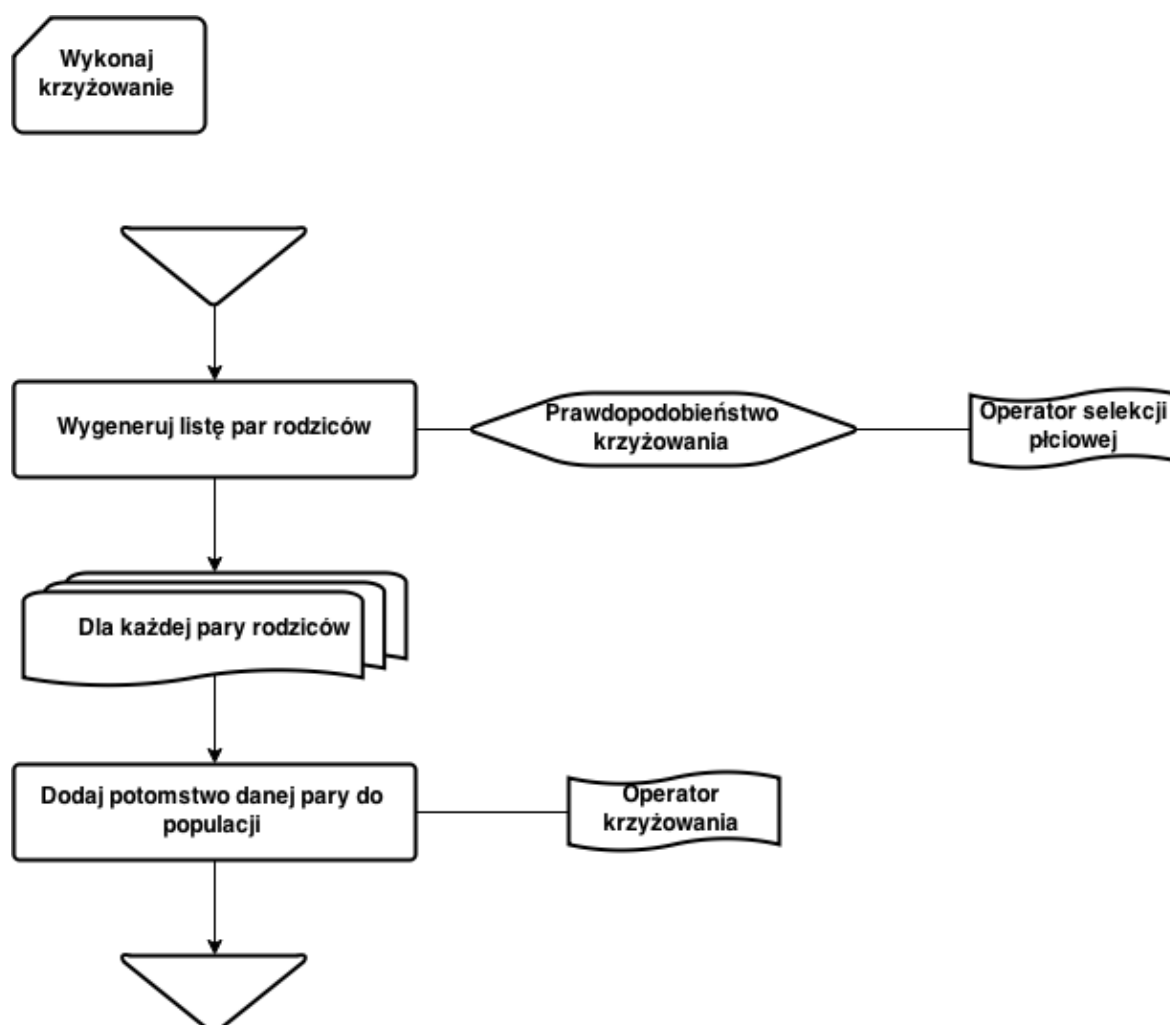 Wykonaj
krzyżowanie
Wygeneruj listę par rodziców
Prawdopodobieństwo
krzyżowania
Operator selekcji
płciowej
Dla każdej pary rodziców
Dodaj potomstwo danej pary do
populacji
Operator
krzyżowania